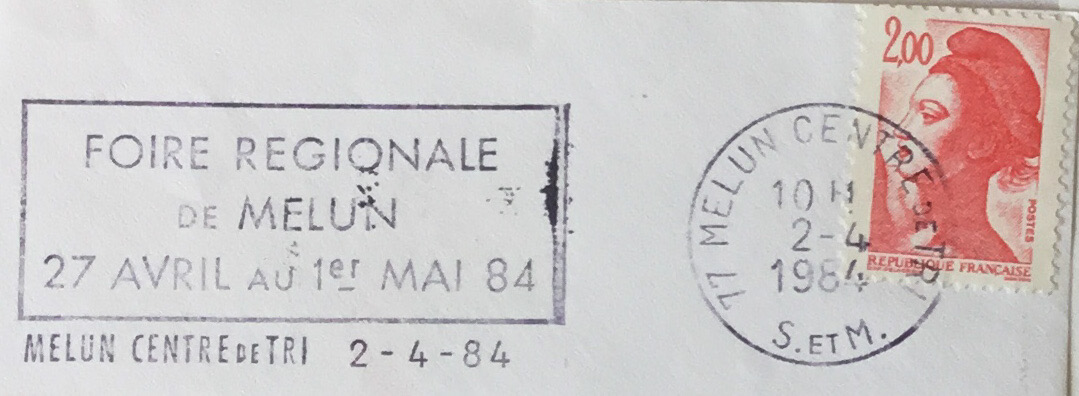 FOIRE REGIONALE
DE MELUN
27 AVRIL AU 1er MAI 84
MELUN CENTRE DE TRI 2-4-84
77 MELUN CENTRE DE TRI
10 H
2-4
1984
S. ET M.
2,00
POSTES
REPUBLIQUE FRANÇAISE